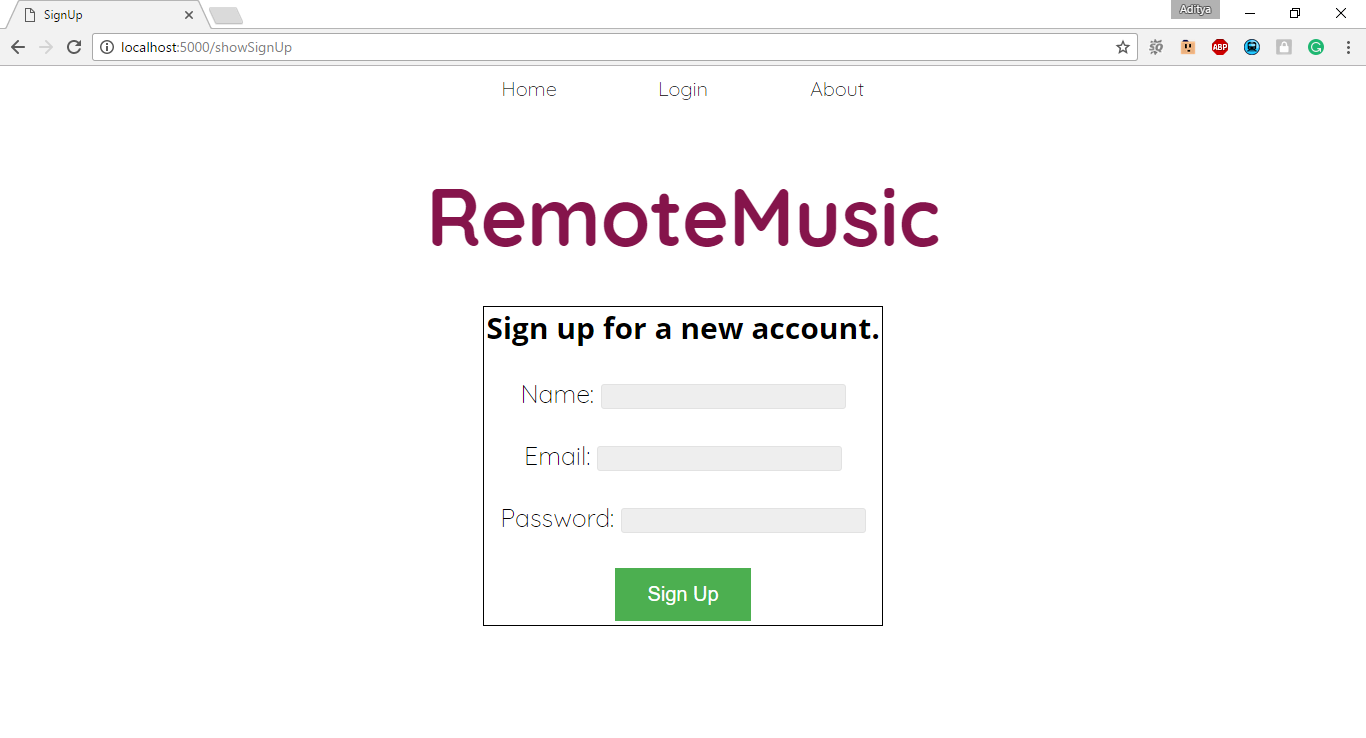 SignUp
Aditya
localhost:5000/showSignUp
ABP
Home Login About
RemoteMusic
Sign up for a new account.
Name:
Email:
Password:
Sign Up